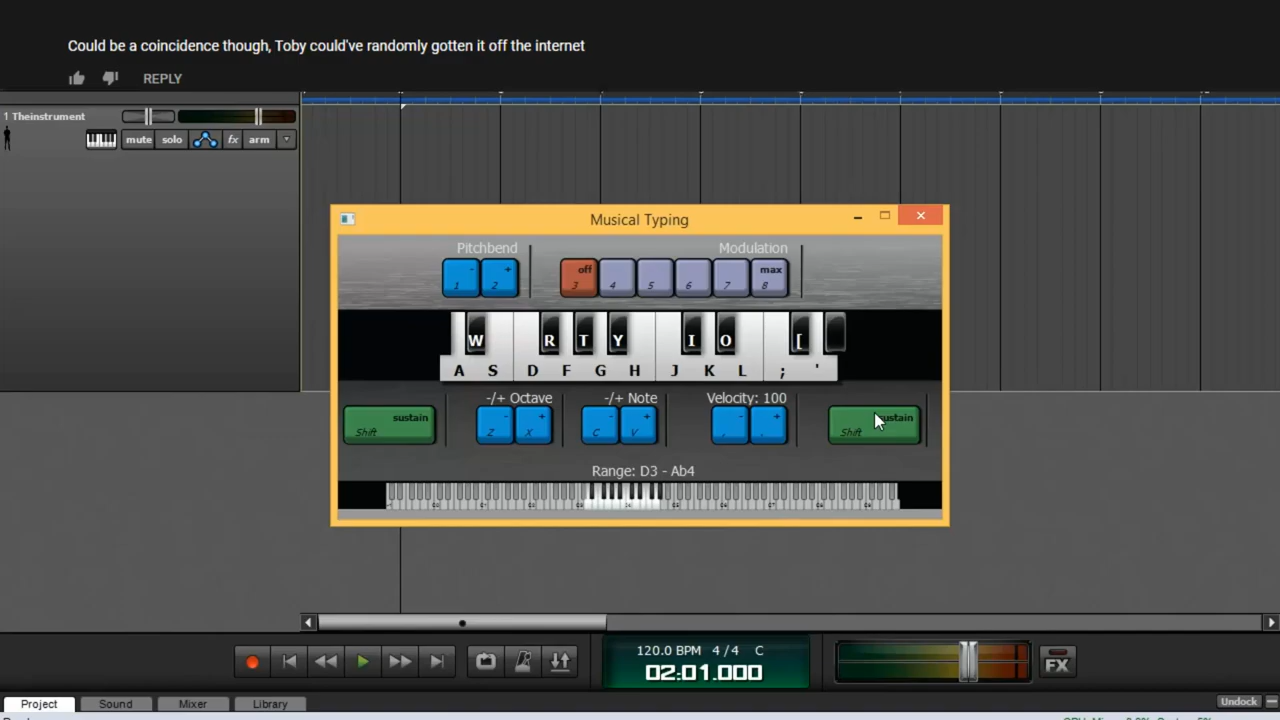 Could be a coincidence though, Toby could've randomly gotten it off the internet
REPLY
1 Theinstrument
mute solo fx arm
Musical Typing
Pitchbend Modulation
- + off max
1 2 3 4 5 6 7 8
W R T Y I O [
A S D F G H J K L ; '
-/+ Octave -/+ Note Velocity: 100
sustain - + - + - + sustain
Shift Z X C V , . Shift
Range: D3 - Ab4
120.0 BPM 4/4 C
02:01.000
FX
Project Sound Mixer Library Undock